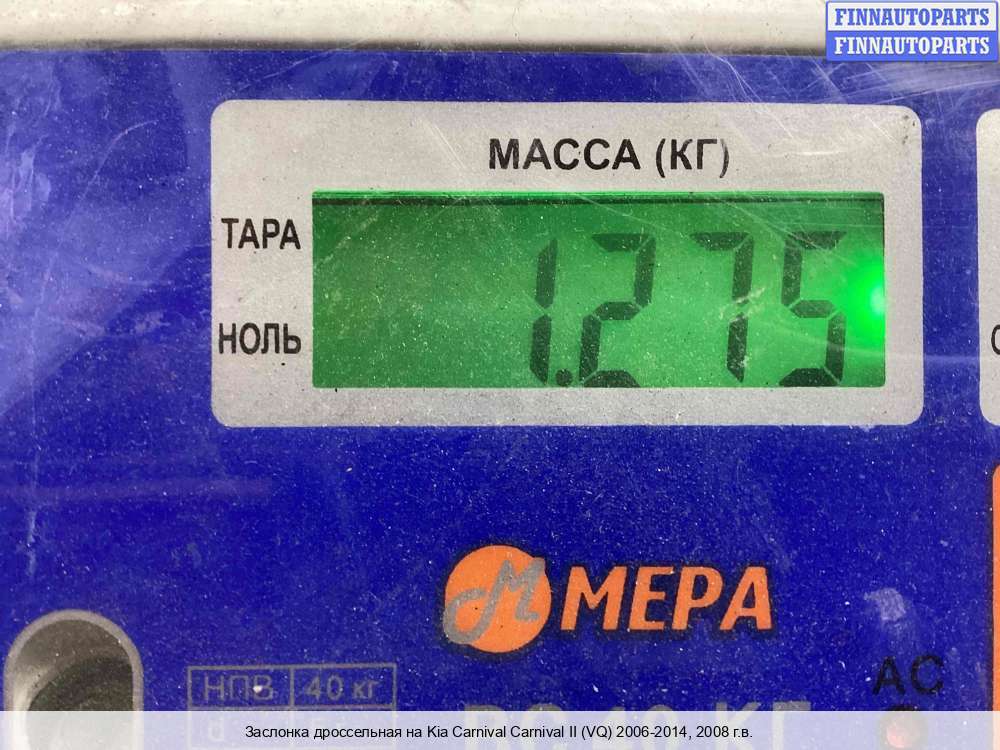 FINNAUTOPARTS
FINNAUTOPARTS
МАССА (КГ)
ТАРА
1.275
НОЛЬ
М МЕРА
НПВ 40 кг
АС
Заслонка дроссельная на Kia Carnival Carnival II (VQ) 2006-2014, 2008 г.в.